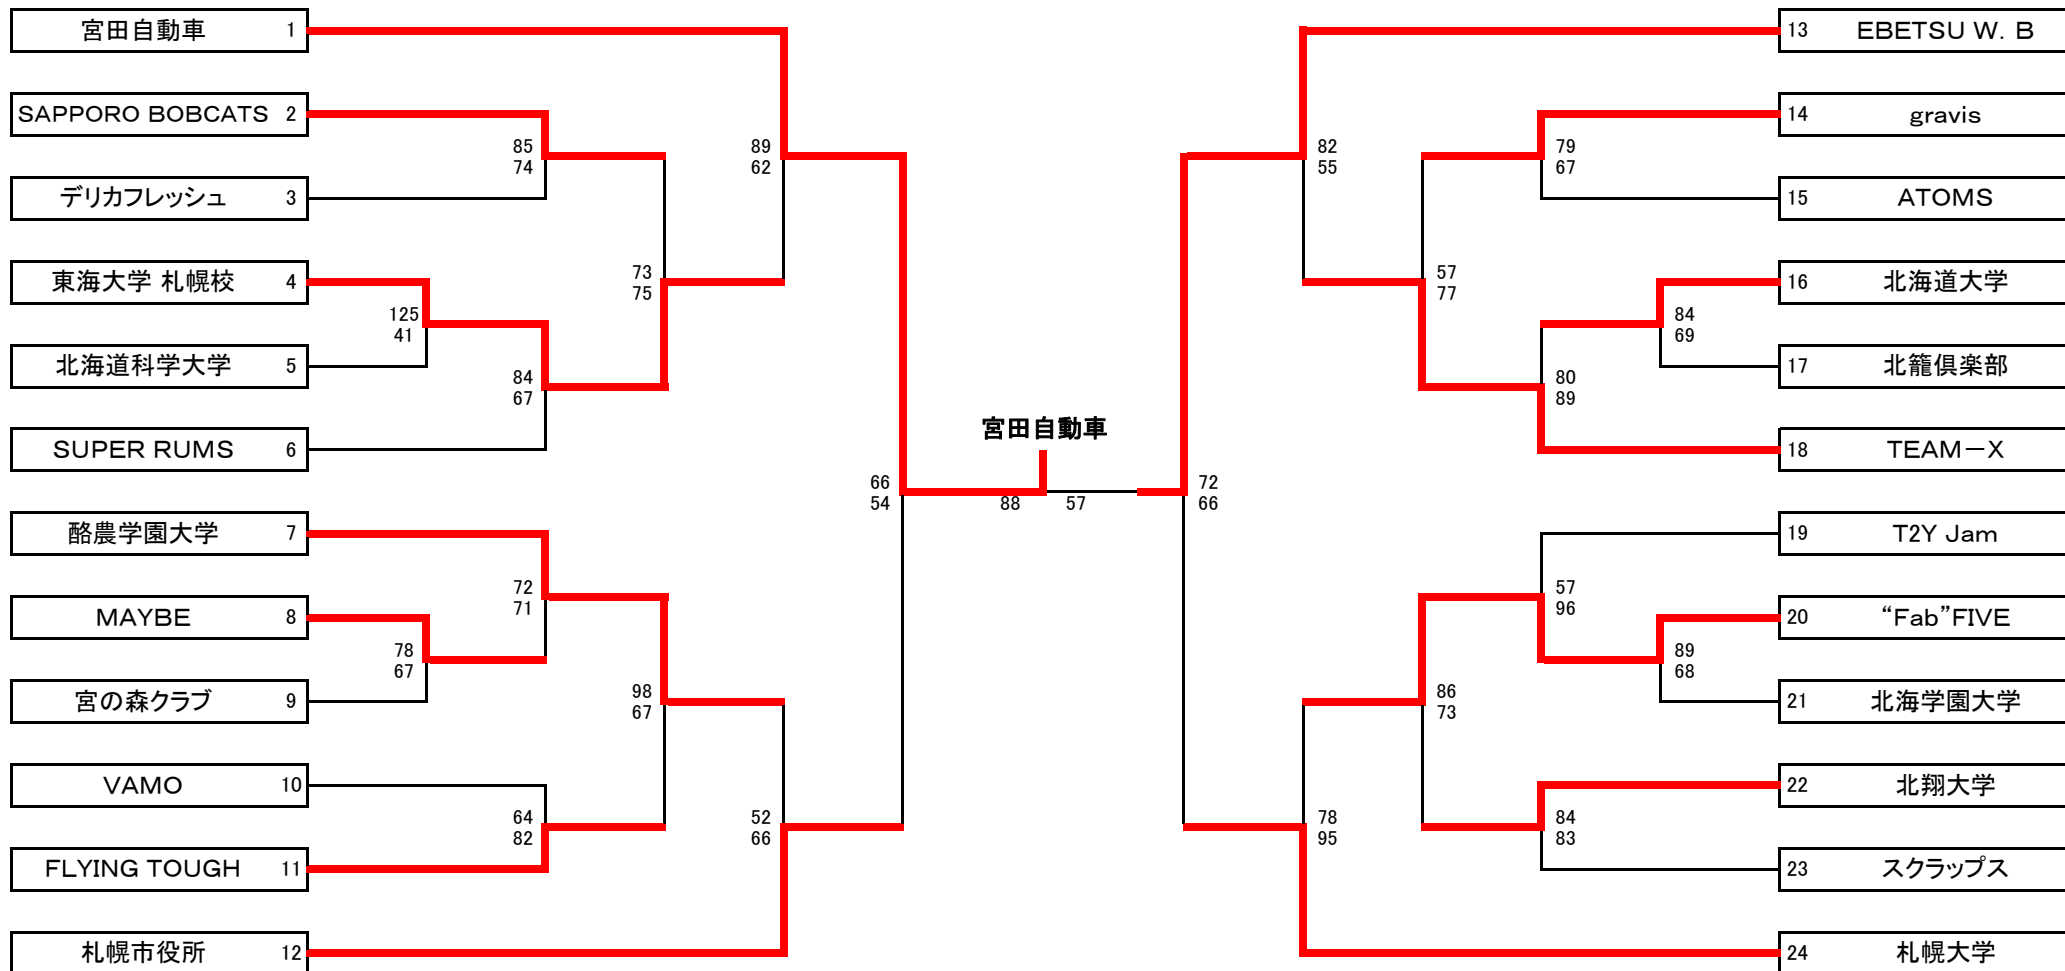 宮田自動車 1
SAPPORO BOBCATS 2
デリカフレッシュ 3
東海大学 札幌校 4
北海道科学大学 5
SUPER RUMS 6
酪農学園大学 7
MAYBE 8
宮の森クラブ 9
VAMO 10
FLYING TOUGH 11
札幌市役所 12
125
41
78
67
85
74
84
67
72
71
64
82
73
75
98
67
89
62
52
66
66
54
宮田自動車
88 57
72
66
82
55
78
95
57
77
86
73
79
67
80
89
57
96
84
83
84
69
89
68
13 EBETSU W. B
14 gravis
15 ATOMS
16 北海道大学
17 北籠倶楽部
18 TEAM－X
19 T2Y Jam
20 “Fab”FIVE
21 北海学園大学
22 北翔大学
23 スクラップス
24 札幌大学